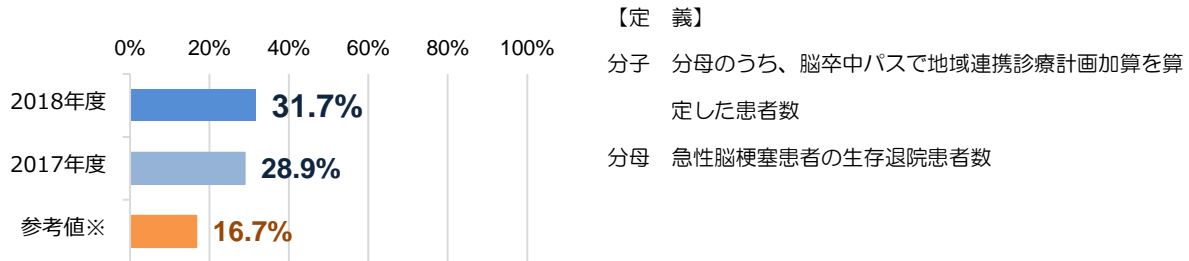 0% 20% 40% 60% 80% 100%
2018年度 31.7%
2017年度 28.9%
参考値※ 16.7%
【定 義】
分子 分母のうち、脳卒中パスで地域連携診療計画加算を算
定した患者数
分母 急性脳梗塞患者の生存退院患者数